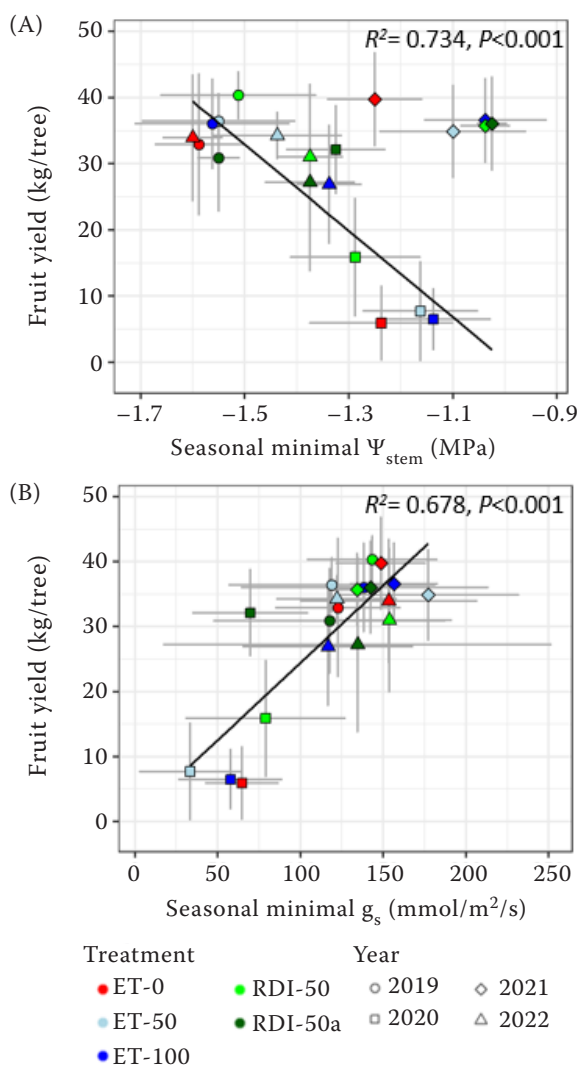 (A)
R²= 0.734, P<0.001
Fruit yield (kg/tree)
50
40
30
20
10
0
−1.7 −1.5 −1.3 −1.1 −0.9
Seasonal minimal Ψstem (MPa)
(B)
R²= 0.678, P<0.001
Fruit yield (kg/tree)
50
40
30
20
10
0
0 50 100 150 200 250
Seasonal minimal gs (mmol/m²/s)
Treatment Year
ET-0 RDI-50 2019 2021
ET-50 RDI-50a 2020 2022
ET-100